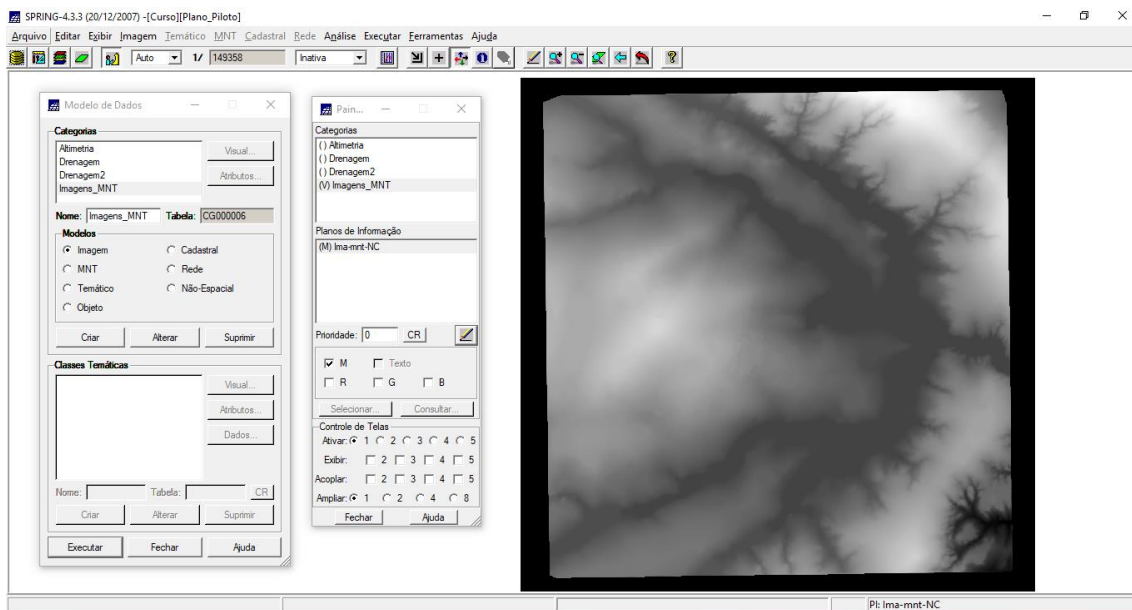 SPRING-4.3.3 (20/12/2007) -[Curso][Plano_Piloto]
Arquivo Editar Exibir Imagem Temático MNT Cadastral Rede Análise Executar Ferramentas Ajuda
Auto 1/ 149358 Inativa
Modelo de Dados
Categorias
Altimetria
Drenagem
Drenagem2
Imagens_MNT
Visual...
Atributos...
Nome: Imagens_MNT Tabela: CG000006
Modelos
Imagem Cadastral
MNT Rede
Temático Não-Espacial
Objeto
Criar Alterar Suprimir
Classes Temáticas
Visual...
Atributos...
Dados...
Nome: Tabela: CR
Criar Alterar Suprimir
Executar Fechar Ajuda
Pain...
Categorias
( ) Altimetria
( ) Drenagem
( ) Drenagem2
(V) Imagens_MNT
Planos de Informação
(M) Ima-mnt-NC
Prioridade: 0 CR
M Texto
R G B
Selecionar... Consultar...
Controle de Telas
Ativar: 1 2 3 4 5
Exibir: 2 3 4 5
Acoplar: 2 3 4 5
Ampliar: 1 2 4 8
Fechar Ajuda
PI: Ima-mnt-NC